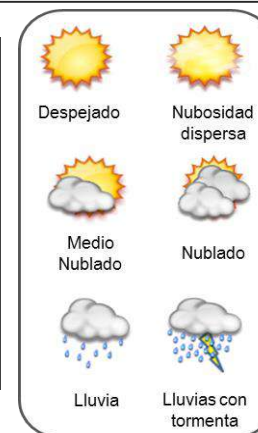 Despejado
Nubosidad
dispersa
Medio
Nublado
Nublado
Lluvia
Lluvias con
tormenta